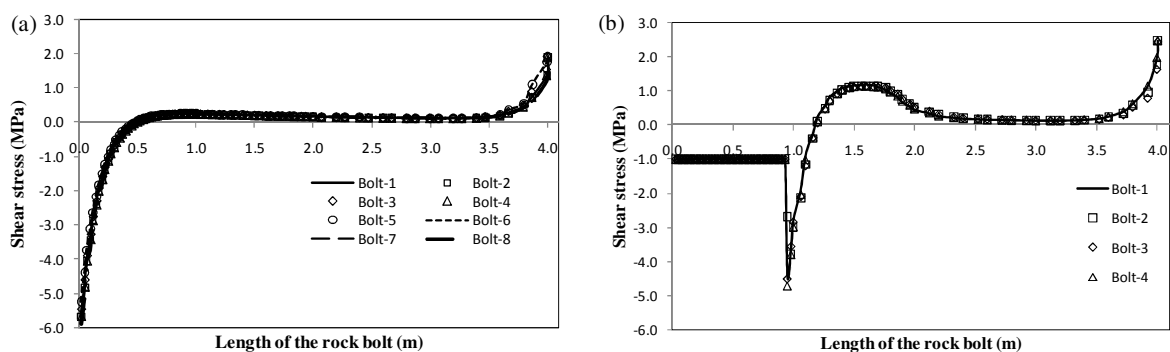 (a)
Shear stress (MPa)
3.0
2.0
1.0
0.0
-1.0
-2.0
-3.0
-4.0
-5.0
-6.0
0.0 0.5 1.0 1.5 2.0 2.5 3.0 3.5 4.0
Bolt-1 Bolt-2
Bolt-3 Bolt-4
Bolt-5 Bolt-6
Bolt-7 Bolt-8
Length of the rock bolt (m)
(b)
Shear stress (MPa)
3.0
2.0
1.0
0.0
-1.0
-2.0
-3.0
-4.0
-5.0
-6.0
0.0 0.5 1.0 1.5 2.0 2.5 3.0 3.5 4.0
Bolt-1
Bolt-2
Bolt-3
Bolt-4
Length of the rock bolt (m)